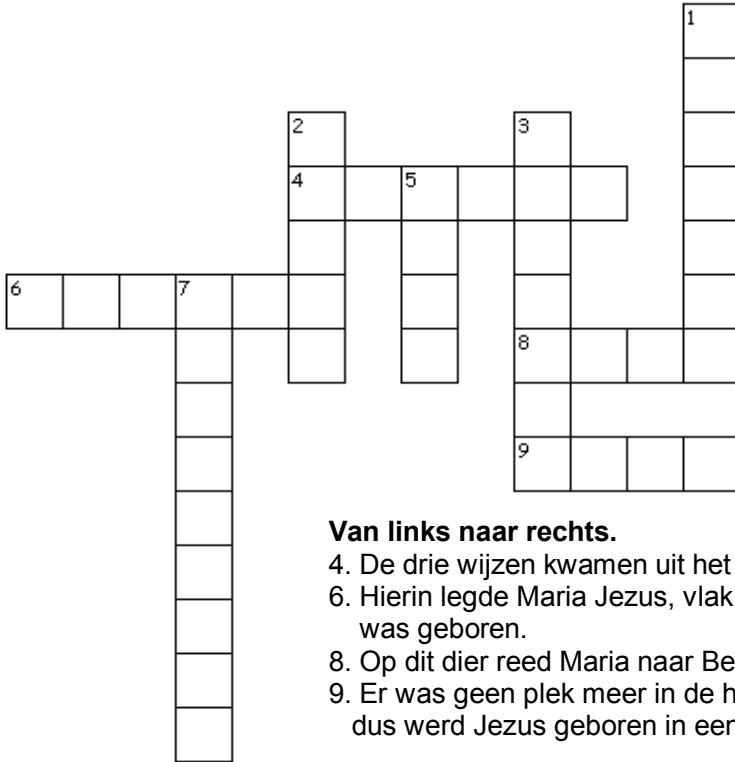 1
2
3
4
5
6
7
8
9
Van links naar rechts.
4. De drie wijzen kwamen uit het
6. Hierin legde Maria Jezus, vlak
was geboren.
8. Op dit dier reed Maria naar Be
9. Er was geen plek meer in de h
dus werd Jezus geboren in een